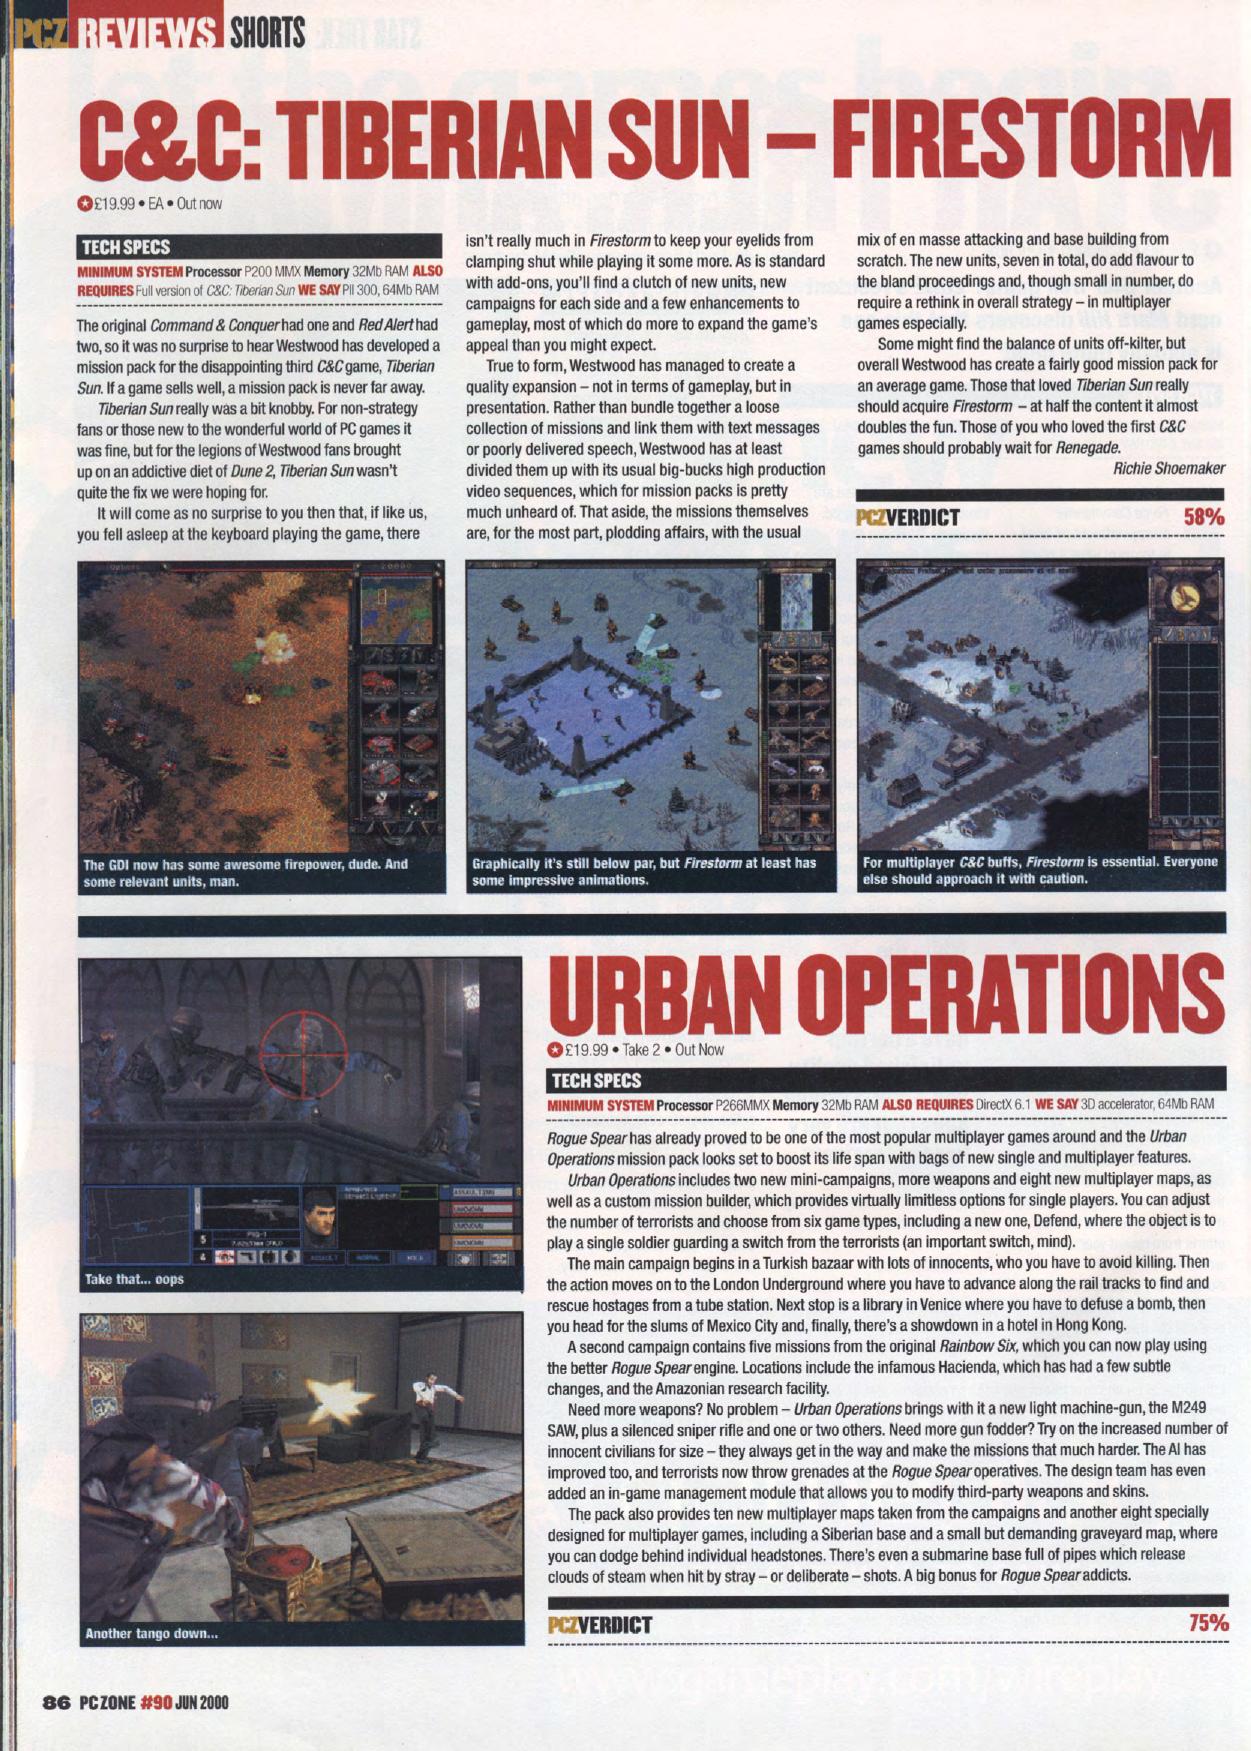 PCZ REVIEWS SHORTS
C&C: TIBERIAN SUN – FIRESTORM
£19.99 • EA • Out now
TECH SPECS
MINIMUM SYSTEM Processor P200 MMX Memory 32Mb RAM ALSO
REQUIRES Full version of C&C: Tiberian Sun WE SAY PII 300, 64Mb RAM
The original Command & Conquer had one and Red Alert had
two, so it was no surprise to hear Westwood has developed a
mission pack for the disappointing third C&C game, Tiberian
Sun. If a game sells well, a mission pack is never far away.
Tiberian Sun really was a bit knobby. For non-strategy
fans or those new to the wonderful world of PC games it
was fine, but for the legions of Westwood fans brought
up on an addictive diet of Dune 2, Tiberian Sun wasn't
quite the fix we were hoping for.
It will come as no surprise to you then that, if like us,
you fell asleep at the keyboard playing the game, there
isn't really much in Firestorm to keep your eyelids from
clamping shut while playing it some more. As is standard
with add-ons, you'll find a clutch of new units, new
campaigns for each side and a few enhancements to
gameplay, most of which do more to expand the game's
appeal than you might expect.
True to form, Westwood has managed to create a
quality expansion – not in terms of gameplay, but in
presentation. Rather than bundle together a loose
collection of missions and link them with text messages
or poorly delivered speech, Westwood has at least
divided them up with its usual big-bucks high production
video sequences, which for mission packs is pretty
much unheard of. That aside, the missions themselves
are, for the most part, plodding affairs, with the usual
mix of en masse attacking and base building from
scratch. The new units, seven in total, do add flavour to
the bland proceedings and, though small in number, do
require a rethink in overall strategy – in multiplayer
games especially.
Some might find the balance of units off-kilter, but
overall Westwood has create a fairly good mission pack for
an average game. Those that loved Tiberian Sun really
should acquire Firestorm – at half the content it almost
doubles the fun. Those of you who loved the first C&C
games should probably wait for Renegade.
Richie Shoemaker
PCZVERDICT 58%
The GDI now has some awesome firepower, dude. And
some relevant units, man.
Graphically it's still below par, but Firestorm at least has
some impressive animations.
For multiplayer C&C buffs, Firestorm is essential. Everyone
else should approach it with caution.
Take that... oops
Another tango down...
URBAN OPERATIONS
£19.99 • Take 2 • Out Now
TECH SPECS
MINIMUM SYSTEM Processor P266MMX Memory 32Mb RAM ALSO REQUIRES DirectX 6.1 WE SAY 3D accelerator, 64Mb RAM
Rogue Spear has already proved to be one of the most popular multiplayer games around and the Urban
Operations mission pack looks set to boost its life span with bags of new single and multiplayer features.
Urban Operations includes two new mini-campaigns, more weapons and eight new multiplayer maps, as
well as a custom mission builder, which provides virtually limitless options for single players. You can adjust
the number of terrorists and choose from six game types, including a new one, Defend, where the object is to
play a single soldier guarding a switch from the terrorists (an important switch, mind).
The main campaign begins in a Turkish bazaar with lots of innocents, who you have to avoid killing. Then
the action moves on to the London Underground where you have to advance along the rail tracks to find and
rescue hostages from a tube station. Next stop is a library in Venice where you have to defuse a bomb, then
you head for the slums of Mexico City and, finally, there's a showdown in a hotel in Hong Kong.
A second campaign contains five missions from the original Rainbow Six, which you can now play using
the better Rogue Spear engine. Locations include the infamous Hacienda, which has had a few subtle
changes, and the Amazonian research facility.
Need more weapons? No problem – Urban Operations brings with it a new light machine-gun, the M249
SAW, plus a silenced sniper rifle and one or two others. Need more gun fodder? Try on the increased number of
innocent civilians for size – they always get in the way and make the missions that much harder. The AI has
improved too, and terrorists now throw grenades at the Rogue Spear operatives. The design team has even
added an in-game management module that allows you to modify third-party weapons and skins.
The pack also provides ten new multiplayer maps taken from the campaigns and another eight specially
designed for multiplayer games, including a Siberian base and a small but demanding graveyard map, where
you can dodge behind individual headstones. There's even a submarine base full of pipes which release
clouds of steam when hit by stray – or deliberate – shots. A big bonus for Rogue Spear addicts.
PCZVERDICT 75%
86 PCZONE #90 JUN 2000